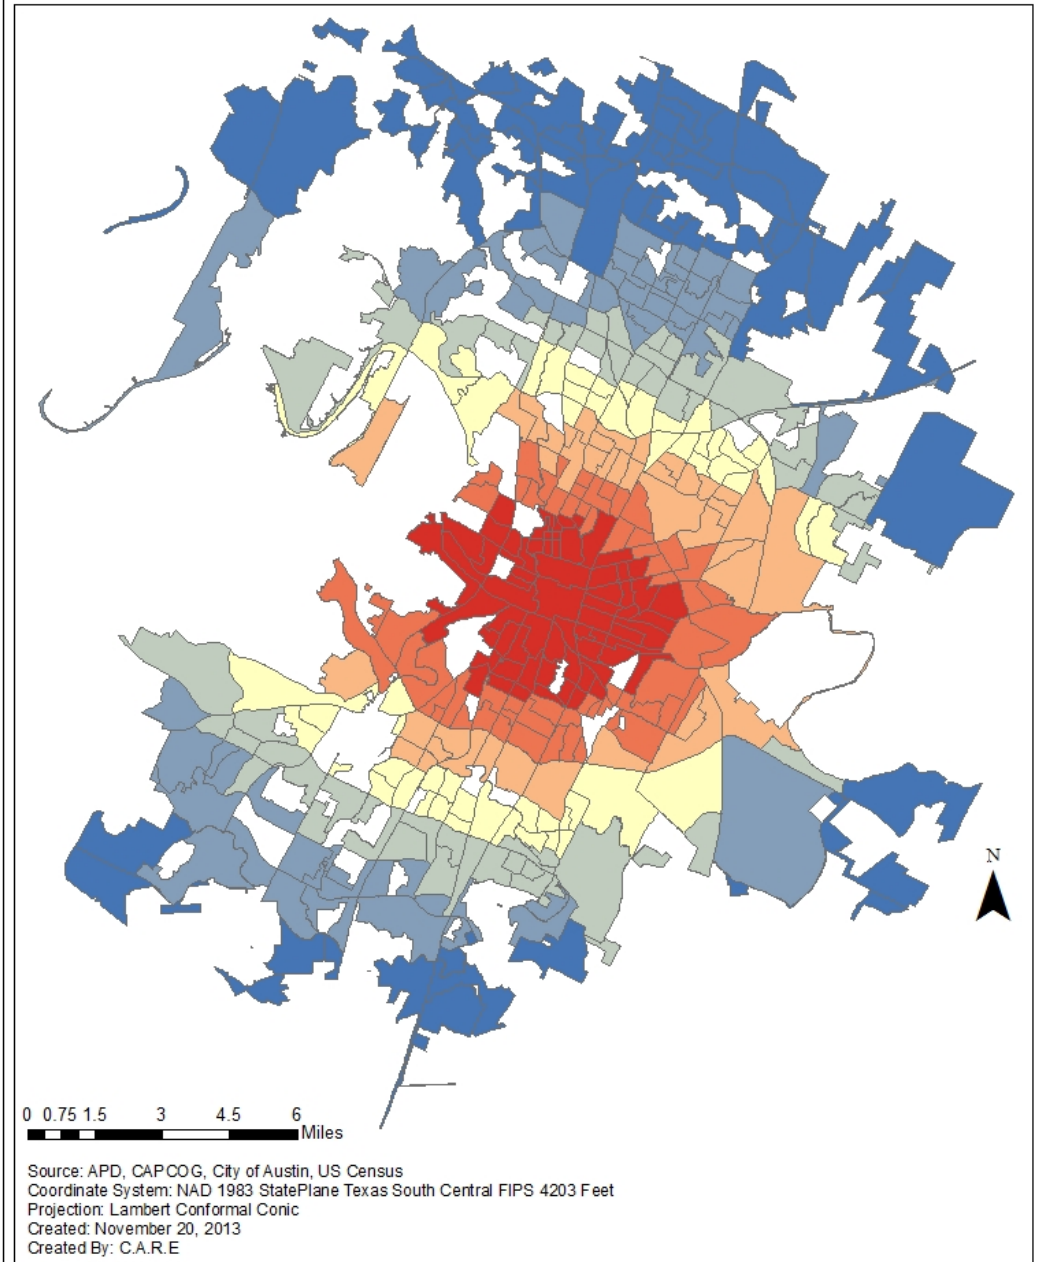 N
0 0.75 1.5 3 4.5 6
Miles
Source: APD, CAPCOG, City of Austin, US Census
Coordinate System: NAD 1983 StatePlane Texas South Central FIPS 4203 Feet
Projection: Lambert Conformal Conic
Created: November 20, 2013
Created By: C.A.R.E